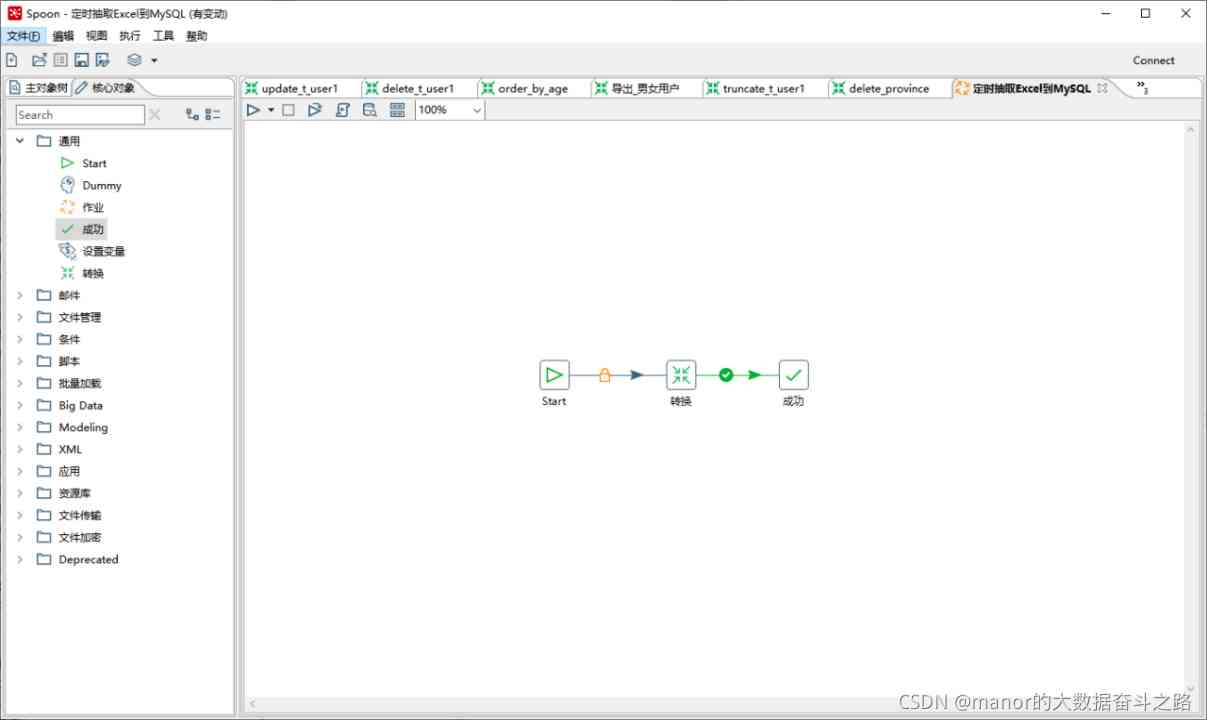 Spoon - 定时抽取Excel到MySQL (有变动)
文件(F) 编辑 视图 执行 工具 帮助
Connect
主对象树 核心对象
update_t_user1 delete_t_user1 order_by_age 导出_男女用户 truncate_t_user1 delete_province 定时抽取Excel到MySQL » 3
Search
100%
通用
Start
Dummy
作业
成功
设置变量
转换
邮件
文件管理
条件
脚本
批量加载
Big Data
Modeling
XML
应用
资源库
文件传输
文件加密
Deprecated
Start 转换 成功
CSDN @manor的大数据奋斗之路